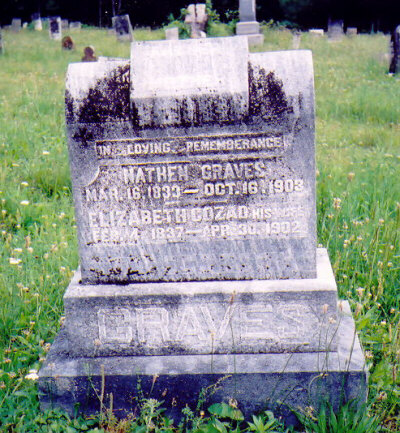 IN LOVING REMEMBERANCE
NATHEN GRAVES
MAR. 16, 1833 — OCT. 16, 1903
ELIZABETH COZAD HIS WIFE
FEB. 4, 1837 — APR. 30, 1902
GRAVES